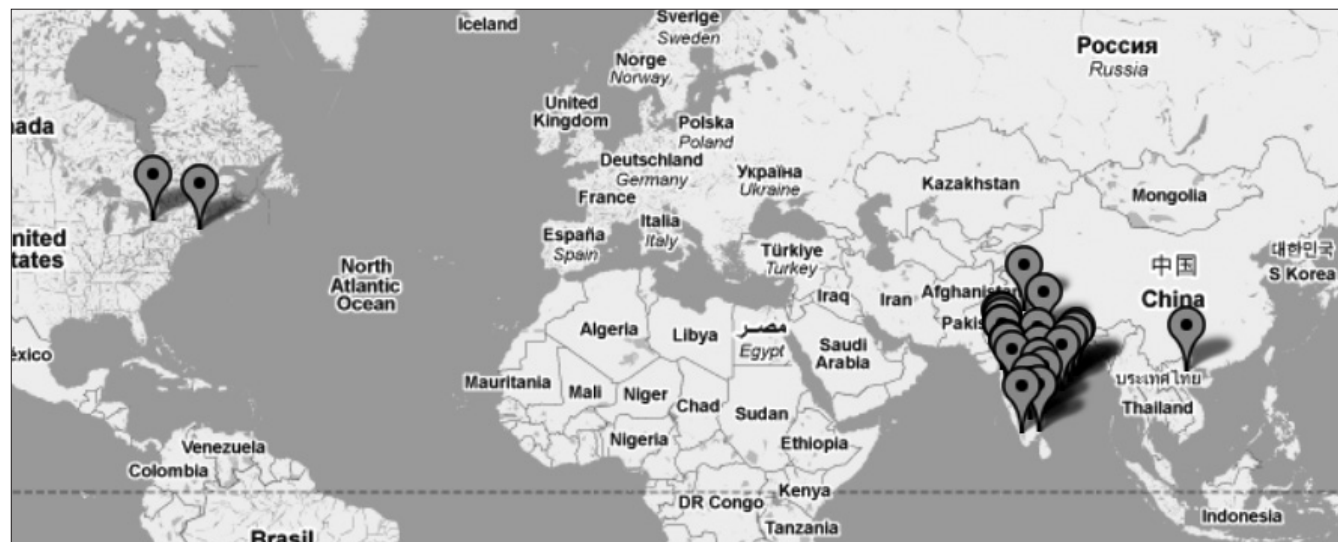 Iceland
Sverige
Sweden
Norge
Norway
Россия
Russia
United
Kingdom
Polska
Poland
Deutschland
Germany
Україна
Ukraine
France
Kazakhstan
Mongolia
España
Spain
Italia
Italy
Türkiye
Turkey
nada
nited
tates
North
Atlantic
Ocean
대한민국
S Korea
中国
China
Afghanistan
Iraq
Iran
Pakis
Algeria
Libya
مصر
Egypt
Saudi
Arabia
éxico
Mauritania
Mali
Niger
Chad
Sudan
ประเทศไทย
Thailand
Nigeria
Ethiopia
Venezuela
Colombia
DR Congo
Kenya
Tanzania
Indonesia
Brasil